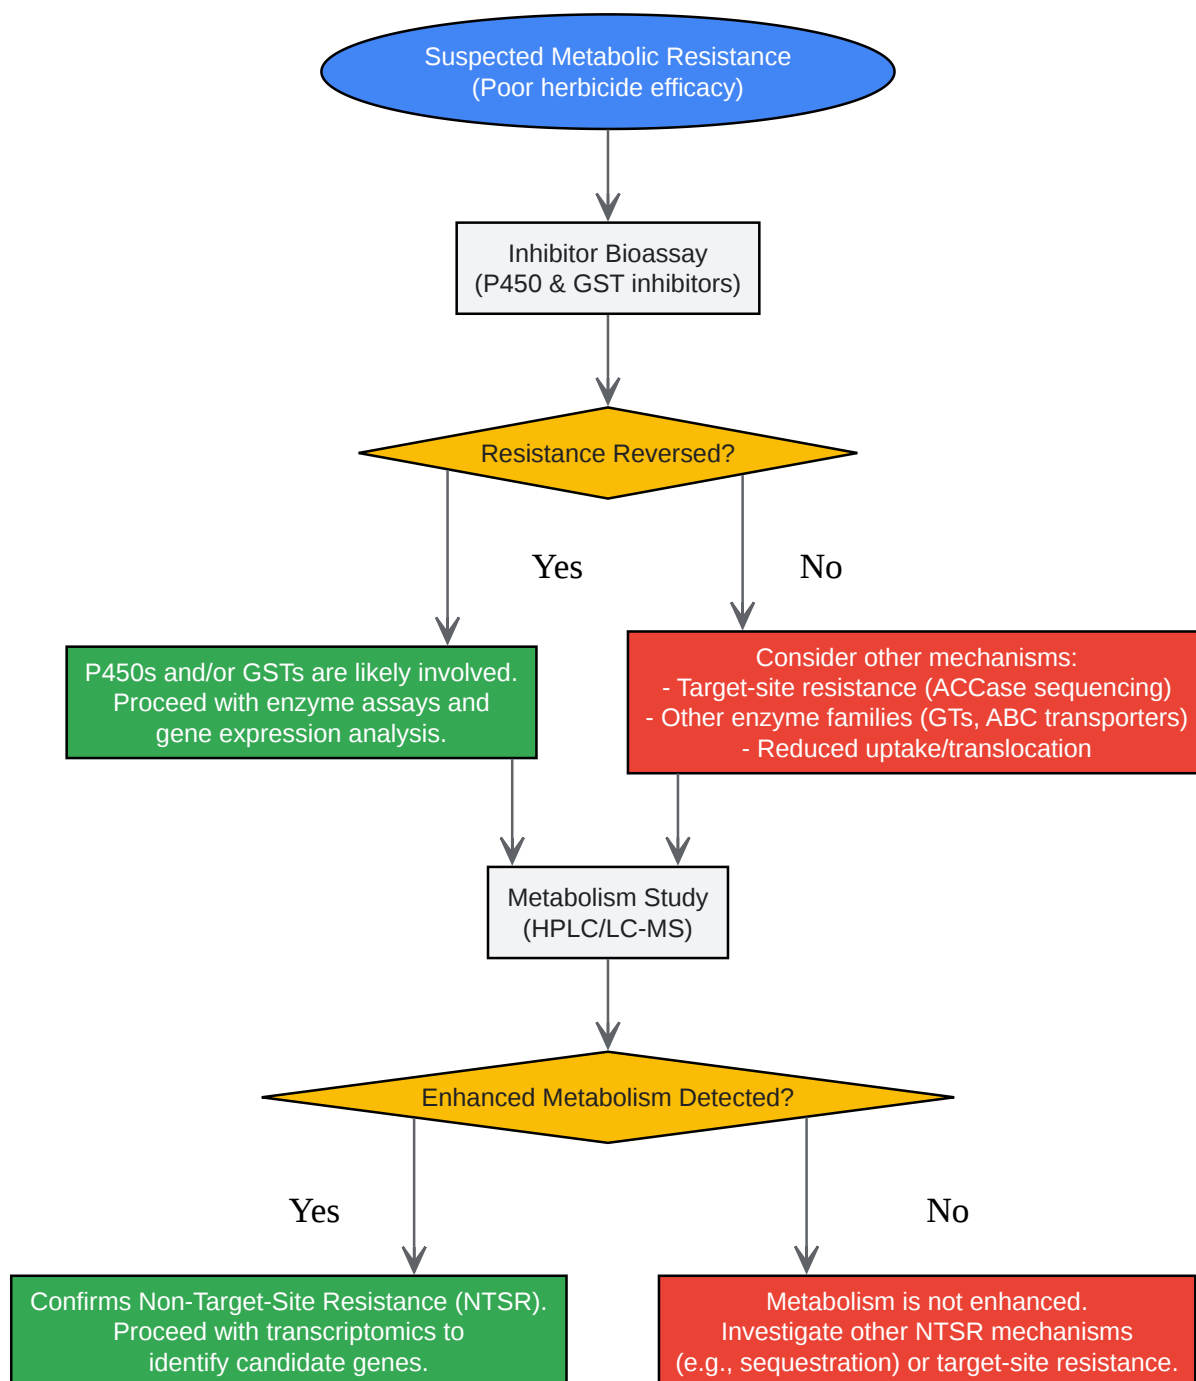 Suspected Metabolic Resistance
(Poor herbicide efficacy)
Inhibitor Bioassay
(P450 & GST inhibitors)
Resistance Reversed?
Yes
No
P450s and/or GSTs are likely involved.
Proceed with enzyme assays and
gene expression analysis.
Consider other mechanisms:
- Target-site resistance (ACCase sequencing)
- Other enzyme families (GTs, ABC transporters)
- Reduced uptake/translocation
Metabolism Study
(HPLC/LC-MS)
Enhanced Metabolism Detected?
Yes
No
Confirms Non-Target-Site Resistance (NTSR).
Proceed with transcriptomics to
identify candidate genes.
Metabolism is not enhanced.
Investigate other NTSR mechanisms
(e.g., sequestration) or target-site resistance.